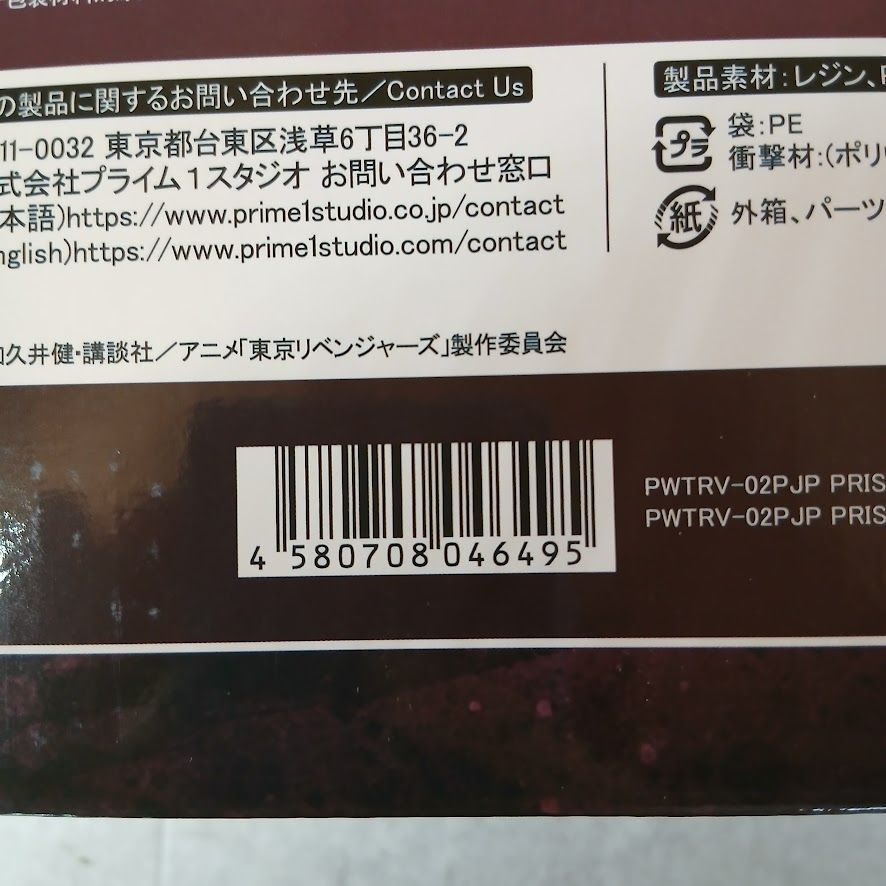 の製品に関するお問い合わせ先／Contact Us
11-0032 東京都台東区浅草6丁目36-2
式会社プライム1スタジオ お問い合わせ窓口
本語)https://www.prime1studio.co.jp/contact
nglish)https://www.prime1studio.com/contact
久井健・講談社／アニメ「東京リベンジャーズ」製作委員会
製品素材：レジン、
プラ
袋：PE
衝撃材：(ポリ
紙
外箱、パーツ
4 580708 046495
PWTRV-02PJP PRIS
PWTRV-02PJP PRIS